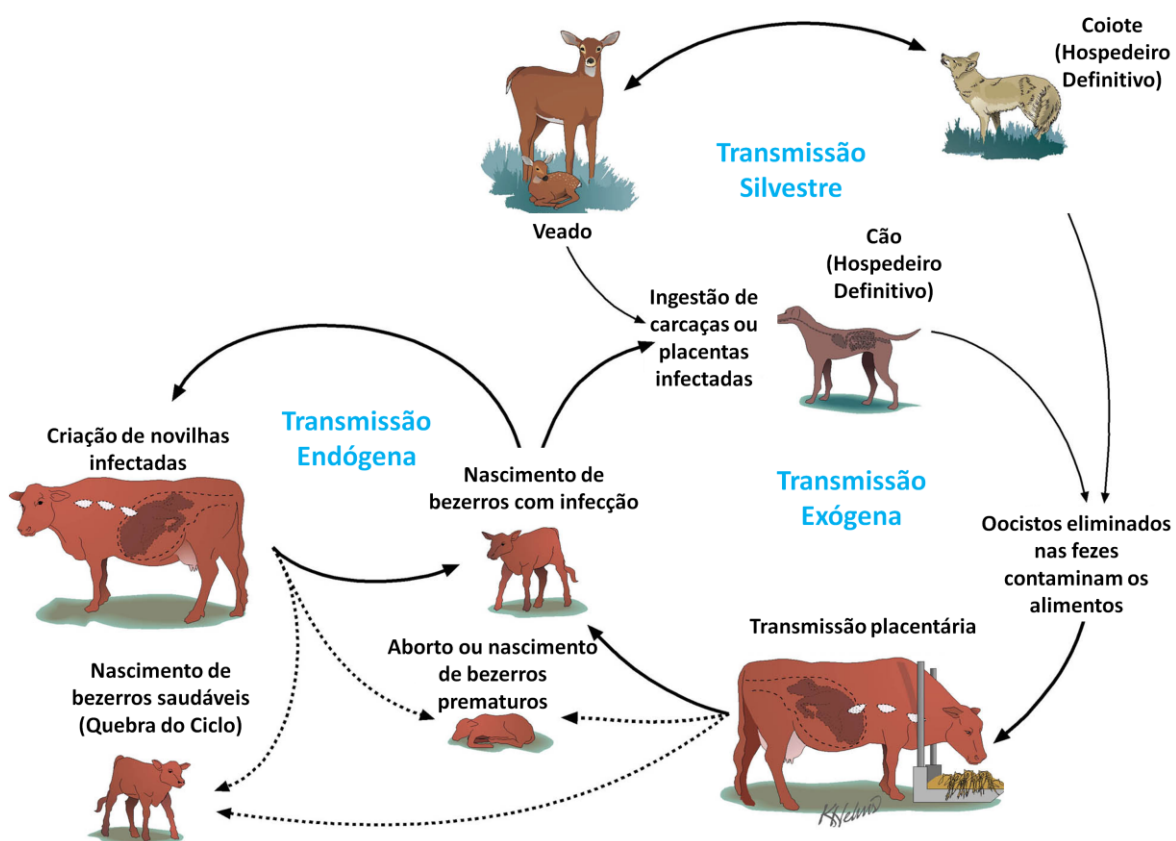 Coiote
(Hospedeiro
Definitivo)
Transmissão
Silvestre
Veado
Cão
(Hospedeiro
Definitivo)
Ingestão de
carcaças ou
placentas
infectadas
Transmissão
Endógena
Criação de novilhas
infectadas
Nascimento de
bezerros com infecção
Transmissão
Exógena
Oocistos eliminados
nas fezes
contaminam os
alimentos
Transmissão placentária
Aborto ou nascimento
de bezerros
prematuros
Nascimento de
bezerros saudáveis
(Quebra do Ciclo)